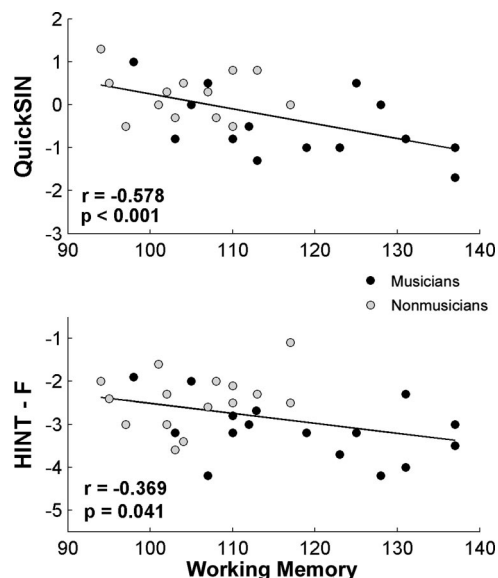 QuickSIN
1
0
-1
-2
-3
r = -0.578
p < 0.001
90 100 110 120 130 140
Musicians
Nonmusicians
HINT - F
-1
-2
-3
-4
-5
r = -0.369
p = 0.041
90 100 110 120 130 140
Working Memory